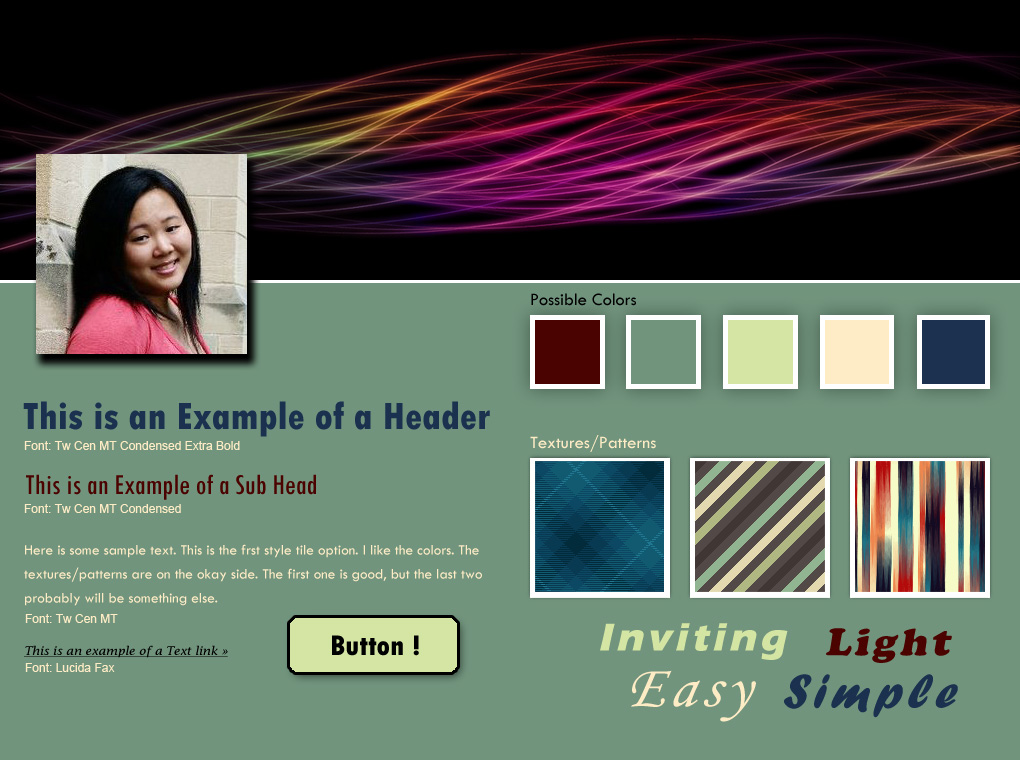 Possible Colors
This is an Example of a Header
Font: Tw Cen MT Condensed Extra Bold
This is an Example of a Sub Head
Font: Tw Cen MT Condensed
Here is some sample text. This is the frst style tile option. I like the colors. The
textures/patterns are on the okay side. The first one is good, but the last two
probably will be something else.
Font: Tw Cen MT
This is an example of a Text link »
Font: Lucida Fax
Button !
Textures/Patterns
Inviting Light
Easy Simple